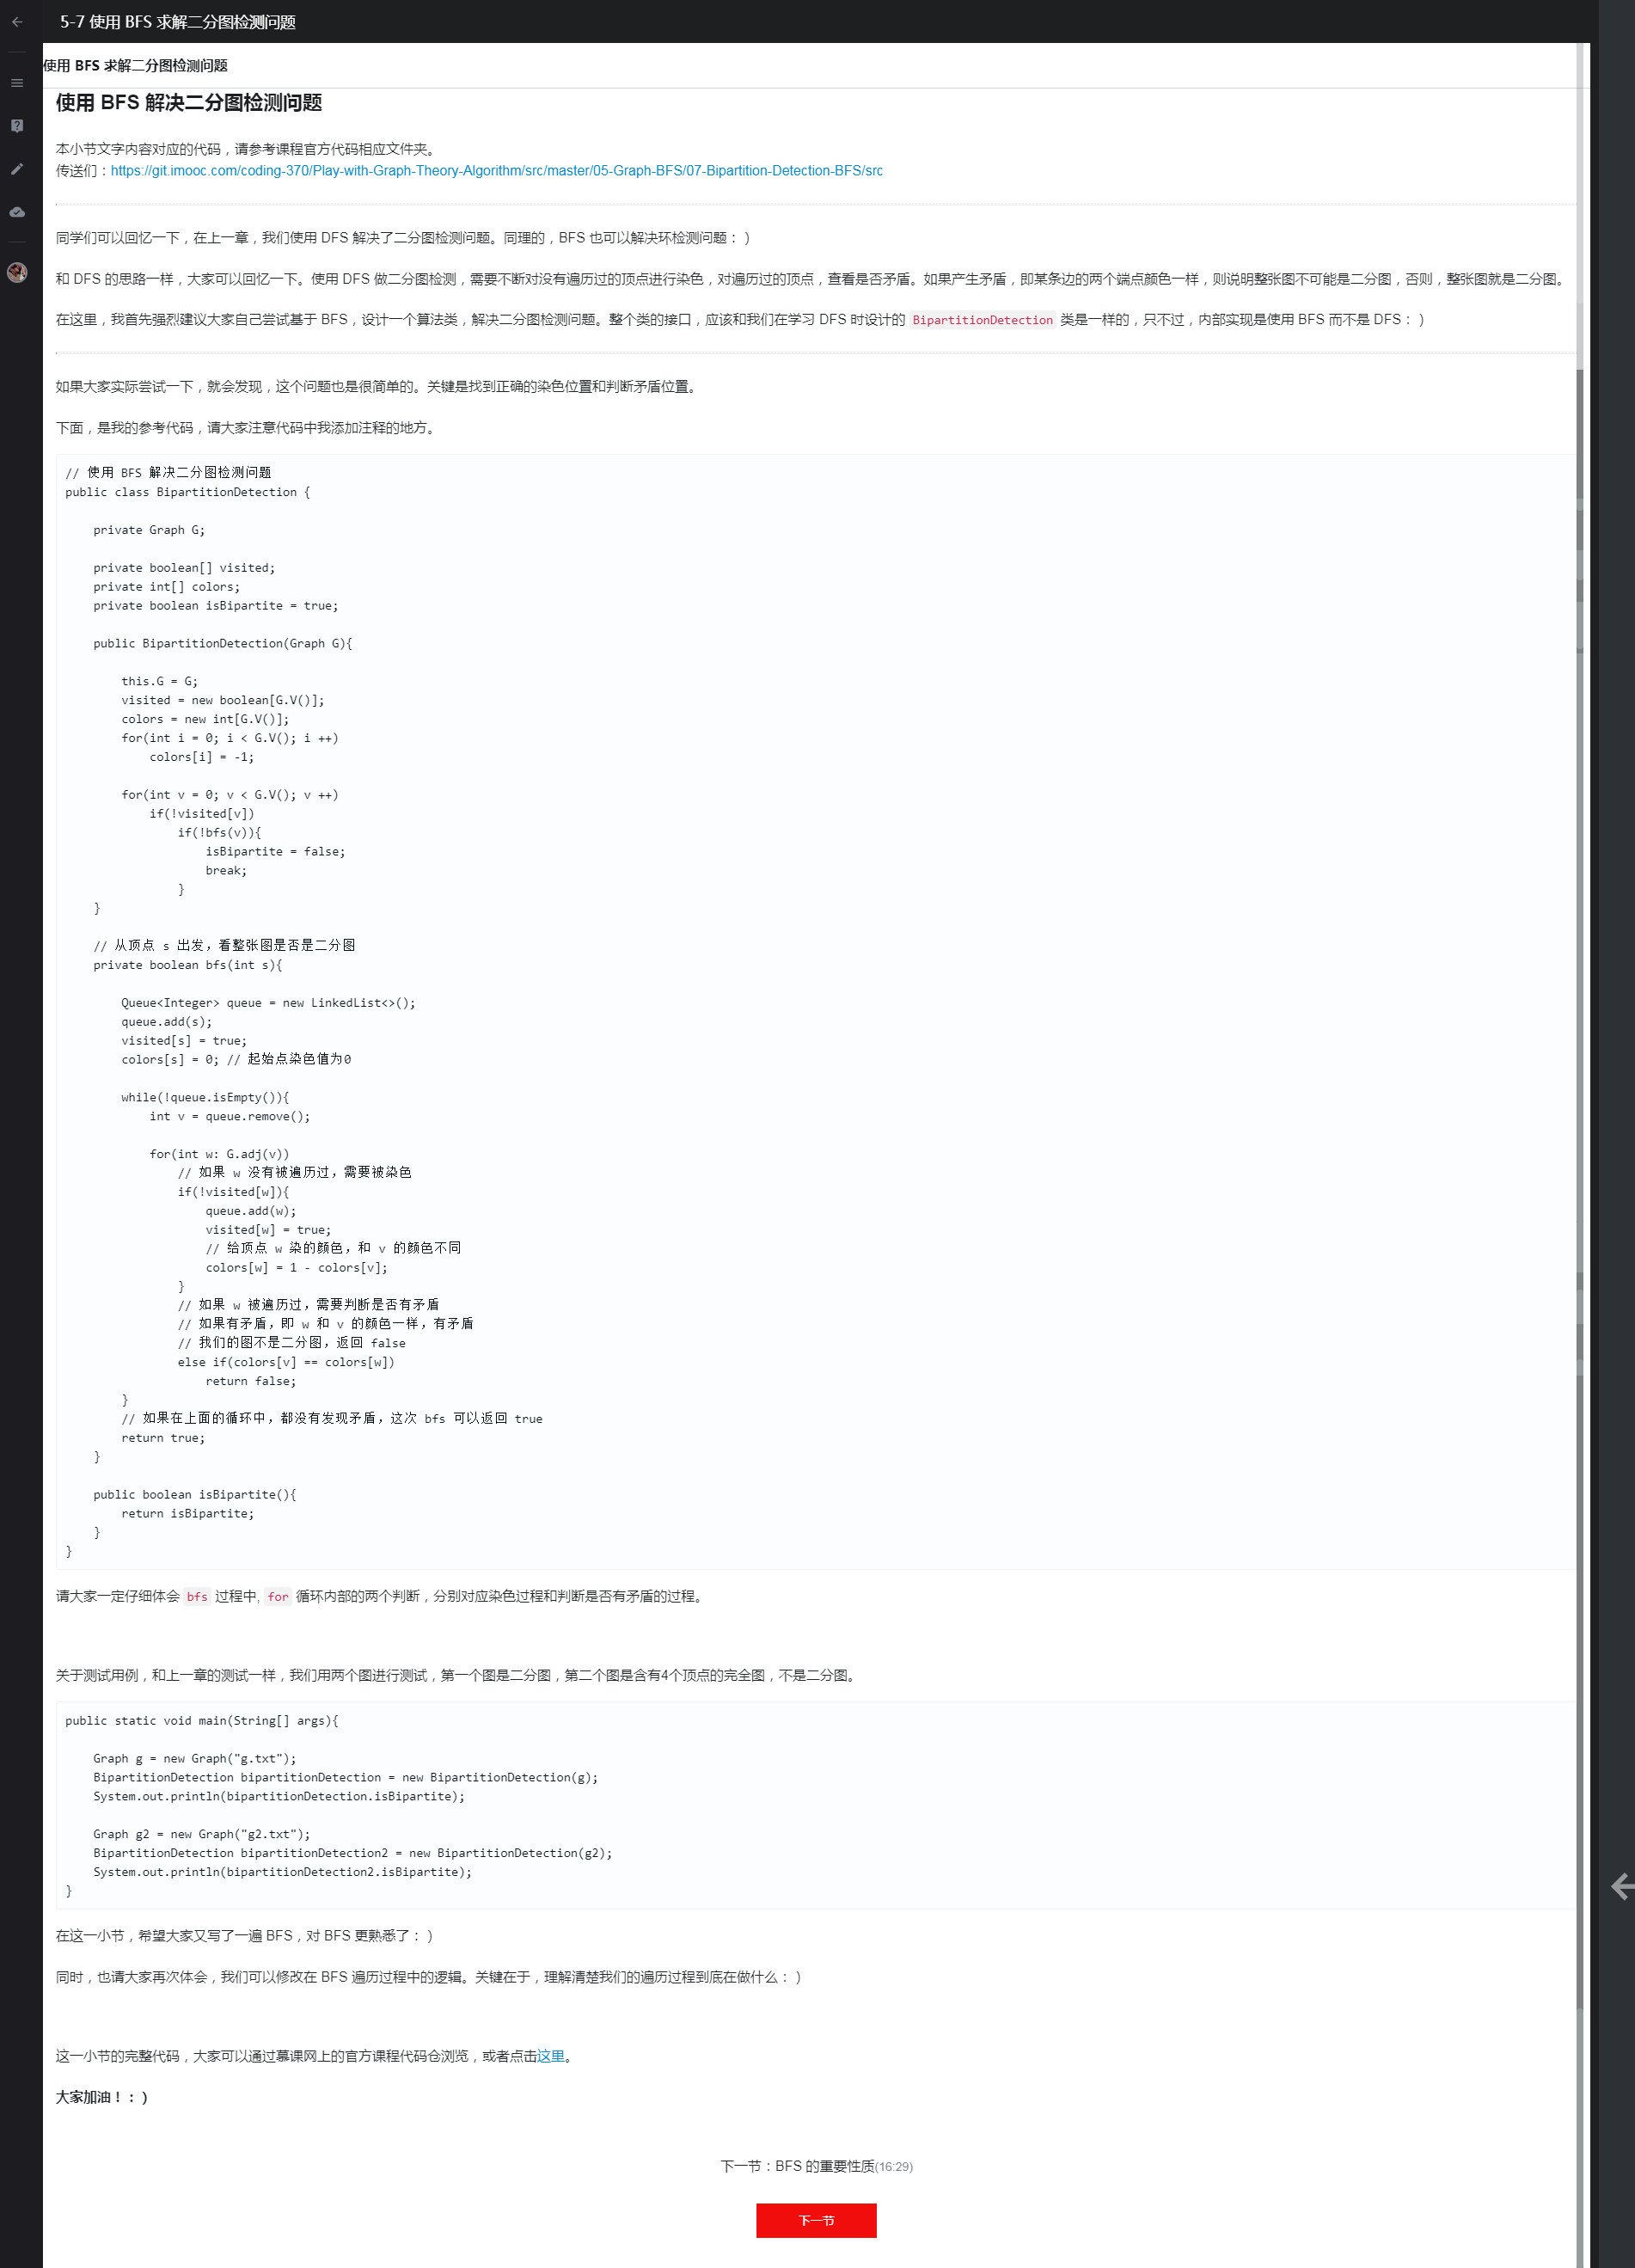 5-7 使用 BFS 求解二分图检测问题
使用 BFS 求解二分图检测问题
使用 BFS 解决二分图检测问题
本小节文字内容对应的代码，请参考课程官方代码相应文件夹。
传送们：https://git.imooc.com/coding-370/Play-with-Graph-Theory-Algorithm/src/master/05-Graph-BFS/07-Bipartition-Detection-BFS/src
同学们可以回忆一下，在上一章，我们使用 DFS 解决了二分图检测问题。同理的，BFS 也可以解决环检测问题：）
和 DFS 的思路一样，大家可以回忆一下。使用 DFS 做二分图检测，需要不断对没有遍历过的顶点进行染色，对遍历过的顶点，查看是否矛盾。如果产生矛盾，即某条边的两个端点颜色一样，则说明整张图不可能是二分图，否则，整张图就是二分图。
在这里，我首先强烈建议大家自己尝试基于 BFS，设计一个算法类，解决二分图检测问题。整个类的接口，应该和我们在学习 DFS 时设计的 BipartitionDetection 类是一样的，只不过，内部实现是使用 BFS 而不是 DFS：）
如果大家实际尝试一下，就会发现，这个问题也是很简单的。关键是找到正确的染色位置和判断矛盾位置。
下面，是我的参考代码，请大家注意代码中我添加注释的地方。
// 使用 BFS 解决二分图检测问题
public class BipartitionDetection {
private Graph G;
private boolean[] visited;
private int[] colors;
private boolean isBipartite = true;
public BipartitionDetection(Graph G){
this.G = G;
visited = new boolean[G.V()];
colors = new int[G.V()];
for(int i = 0; i < G.V(); i ++)
colors[i] = -1;
for(int v = 0; v < G.V(); v ++)
if(!visited[v])
if(!bfs(v)){
isBipartite = false;
break;
}
}
// 从顶点 s 出发，看整张图是否是二分图
private boolean bfs(int s){
Queue<Integer> queue = new LinkedList<>();
queue.add(s);
visited[s] = true;
colors[s] = 0; // 起始点染色值为0
while(!queue.isEmpty()){
int v = queue.remove();
for(int w: G.adj(v))
// 如果 w 没有被遍历过，需要被染色
if(!visited[w]){
queue.add(w);
visited[w] = true;
// 给顶点 w 染的颜色，和 v 的颜色不同
colors[w] = 1 - colors[v];
}
// 如果 w 被遍历过，需要判断是否有矛盾
// 如果有矛盾，即 w 和 v 的颜色一样，有矛盾
// 我们的图不是二分图，返回 false
else if(colors[v] == colors[w])
return false;
}
// 如果在上面的循环中，都没有发现矛盾，这次 bfs 可以返回 true
return true;
}
public boolean isBipartite(){
return isBipartite;
}
}
请大家一定仔细体会 bfs 过程中, for 循环内部的两个判断，分别对应染色过程和判断是否有矛盾的过程。
关于测试用例，和上一章的测试一样，我们用两个图进行测试，第一个图是二分图，第二个图是含有4个顶点的完全图，不是二分图。
public static void main(String[] args){
Graph g = new Graph("g.txt");
BipartitionDetection bipartitionDetection = new BipartitionDetection(g);
System.out.println(bipartitionDetection.isBipartite);
Graph g2 = new Graph("g2.txt");
BipartitionDetection bipartitionDetection2 = new BipartitionDetection(g2);
System.out.println(bipartitionDetection2.isBipartite);
}
在这一小节，希望大家又写了一遍 BFS，对 BFS 更熟悉了：）
同时，也请大家再次体会，我们可以修改在 BFS 遍历过程中的逻辑。关键在于，理解清楚我们的遍历过程到底在做什么：）
这一小节的完整代码，大家可以通过慕课网上的官方课程代码仓浏览，或者点击这里。
大家加油！：）
下一节：BFS 的重要性质(16:29)
下一节